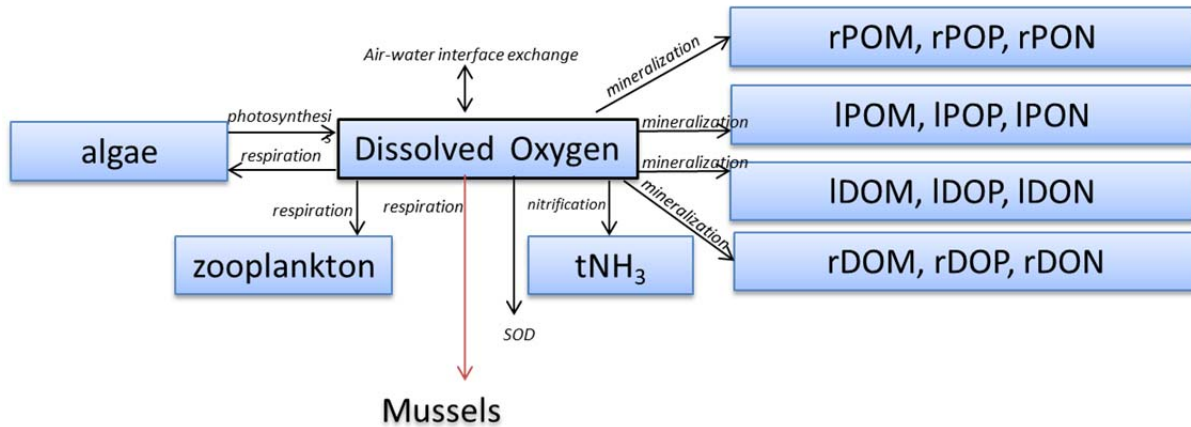 rPOM, rPOP, rPON
Air-water interface exchange
mineralization
photosynthesi
s
algae
Dissolved Oxygen
mineralization
lPOM, lPOP, lPON
respiration
mineralization
lDOM, lDOP, lDON
respiration
respiration
nitrification
mineralization
zooplankton
tNH₃
rDOM, rDOP, rDON
SOD
Mussels